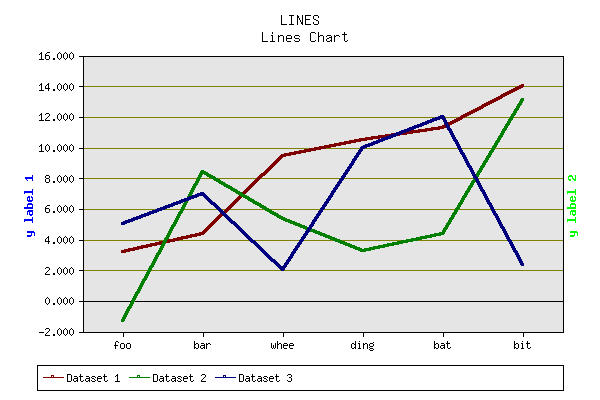 LINES
Lines Chart
16.000
14.000
12.000
10.000
8.000
6.000
4.000
2.000
0.000
-2.000
y label 1
y label 2
foo bar whee ding bat bit
Dataset 1 Dataset 2 Dataset 3